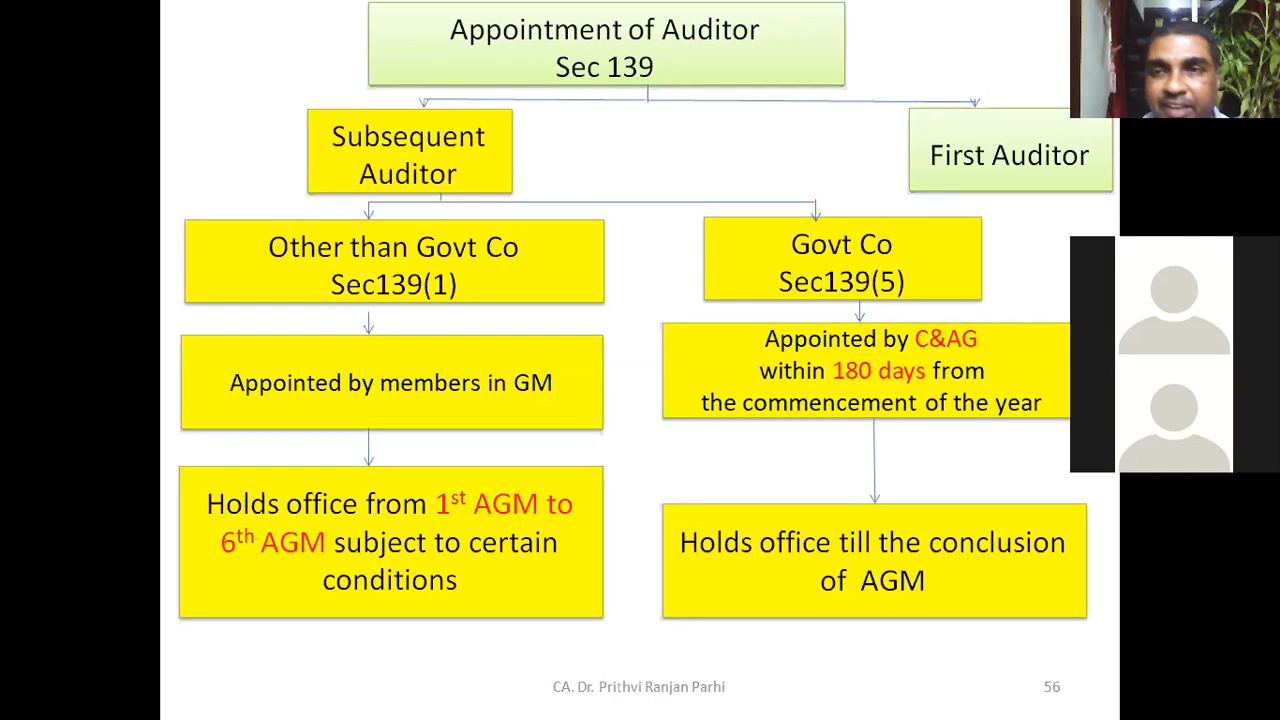 Appointment of Auditor
Sec 139
Subsequent
Auditor
First Auditor
Other than Govt Co
Sec139(1)
Govt Co
Sec139(5)
Appointed by members in GM
Appointed by C&AG
within 180 days from
the commencement of the year
Holds office from 1st AGM to
6th AGM subject to certain
conditions
Holds office till the conclusion
of AGM
CA. Dr. Prithvi Ranjan Parhi
56